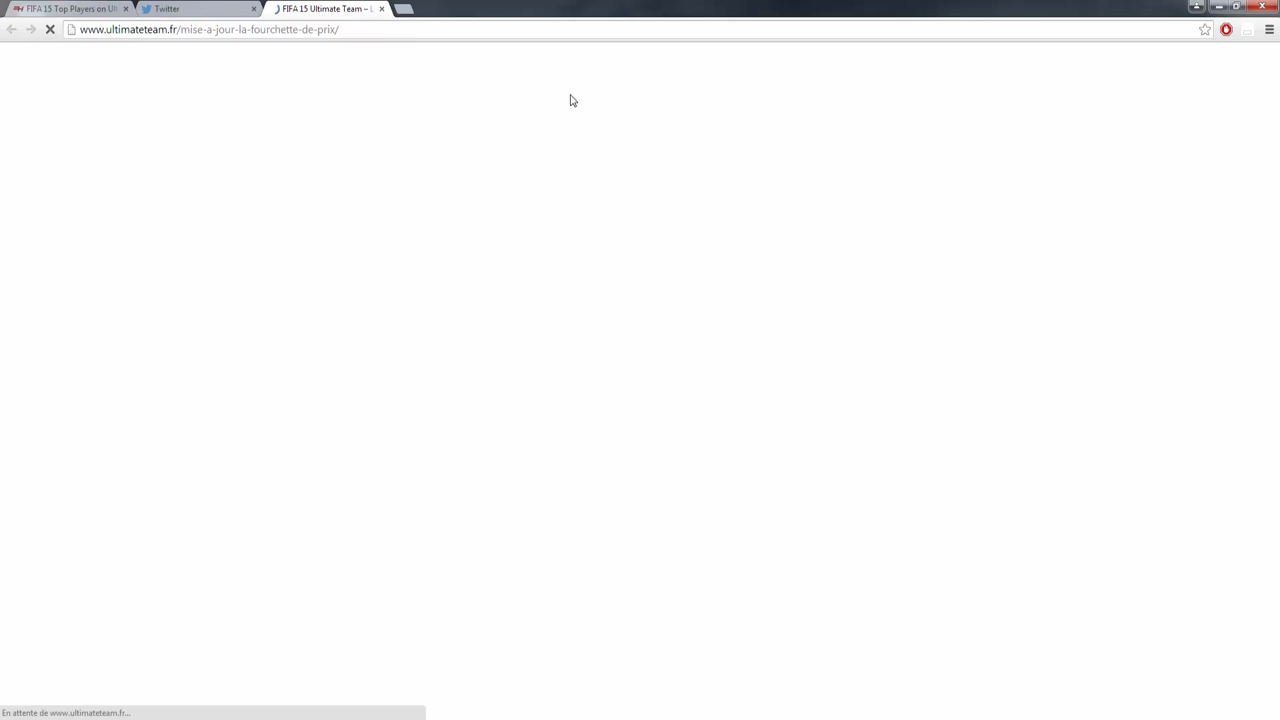 FIFA 15 Top Players on Ul
Twitter
FIFA 15 Ultimate Team – L
www.ultimateteam.fr/mise-a-jour-la-fourchette-de-prix/
En attente de www.ultimateteam.fr...